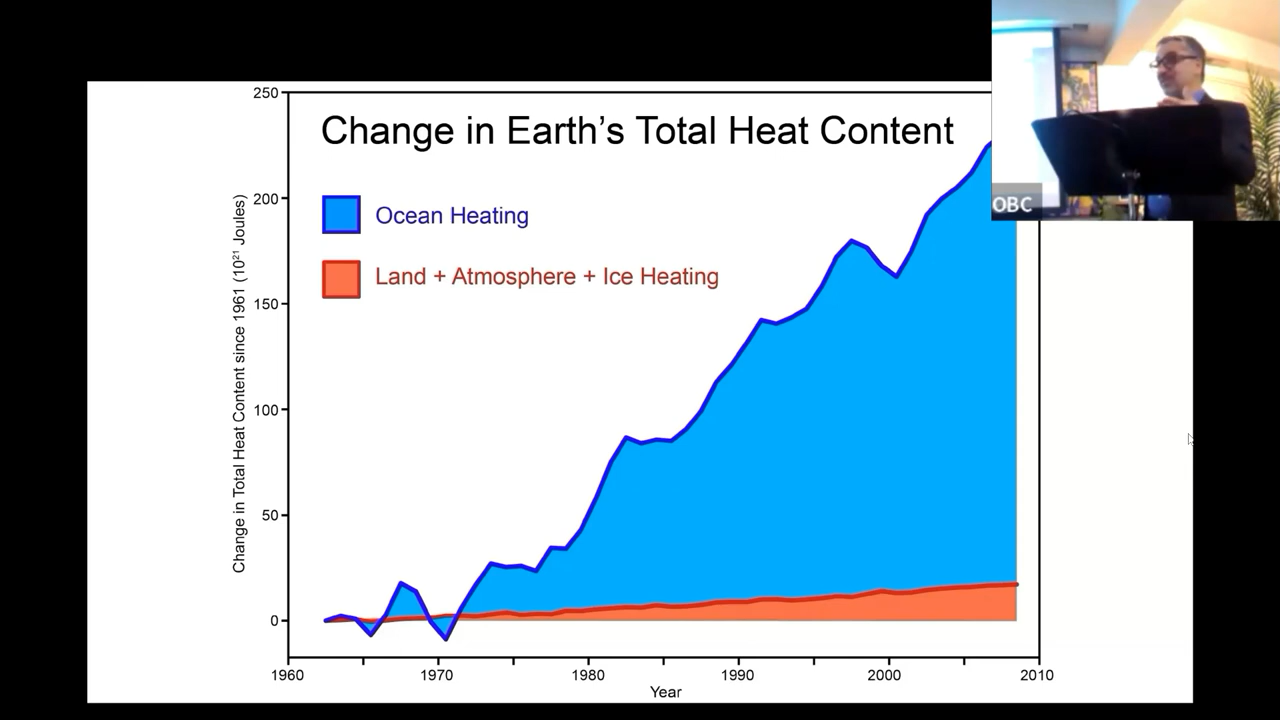 Change in Earth's Total Heat Content
Ocean Heating
Land + Atmosphere + Ice Heating
Change in Total Heat Content since 1961 (10²¹ Joules)
250
200
150
100
50
0
1960
1970
1980
1990
2000
2010
Year
OBC